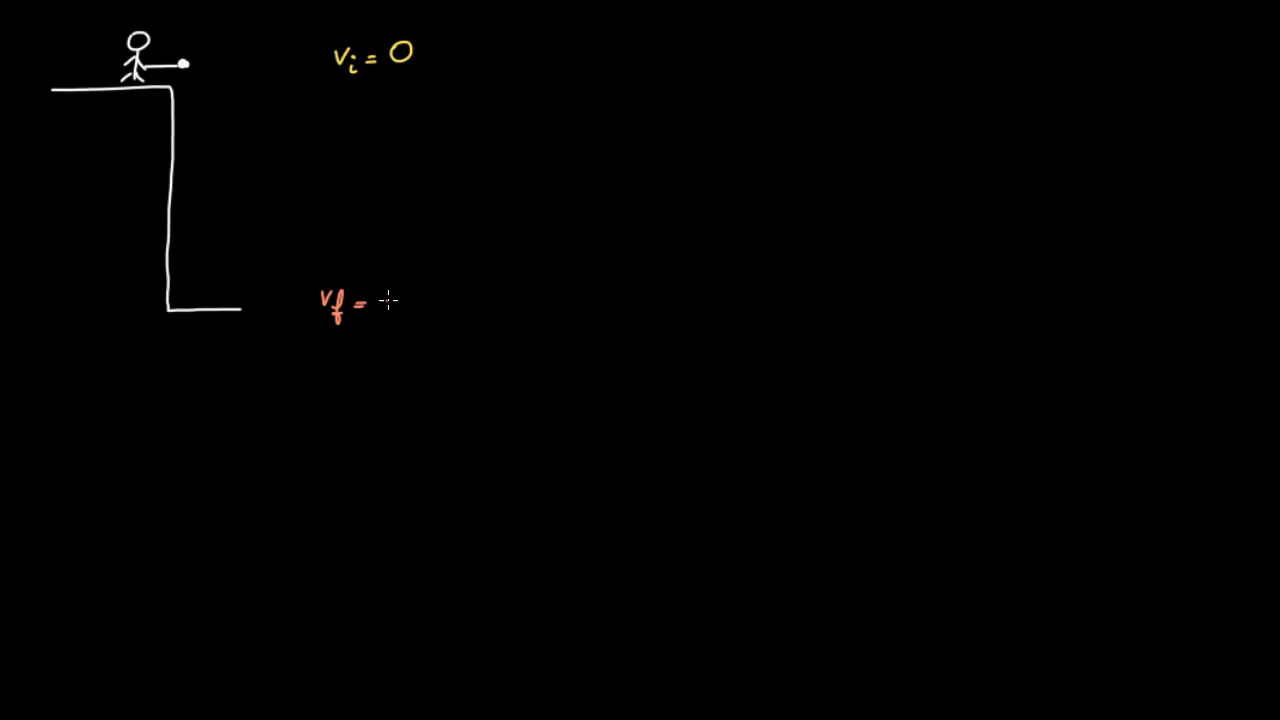 vi = 0
vf =